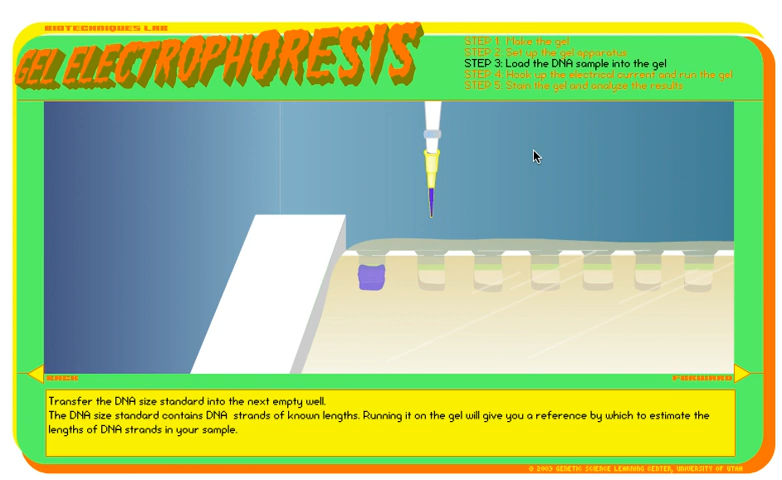 BIOTECHNIQUES LAB
GEL ELECTROPHORESIS
STEP 1: Make the gel
STEP 2: Set up the gel apparatus
STEP 3: Load the DNA sample into the gel
STEP 4: Hook up the electrical current and run the gel
STEP 5: Stain the gel and analyze the results
BACK
FORWARD
Transfer the DNA size standard into the next empty well.
The DNA size standard contains DNA strands of known lengths. Running it on the gel will give you a reference by which to estimate the
lengths of DNA strands in your sample.
© 2003 GENETIC SCIENCE LEARNING CENTER, UNIVERSITY OF UTAH